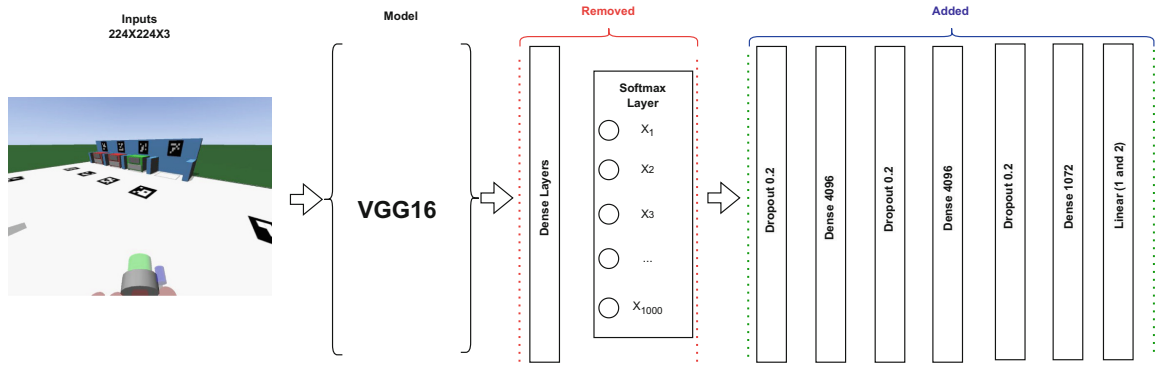 Inputs
224X224X3
Model
Removed
Added
VGG16
Dense Layers
Softmax
Layer
X1
X2
X3
...
X1000
Dropout 0.2
Dense 4096
Dropout 0.2
Dense 4096
Dropout 0.2
Dense 1072
Linear (1 and 2)